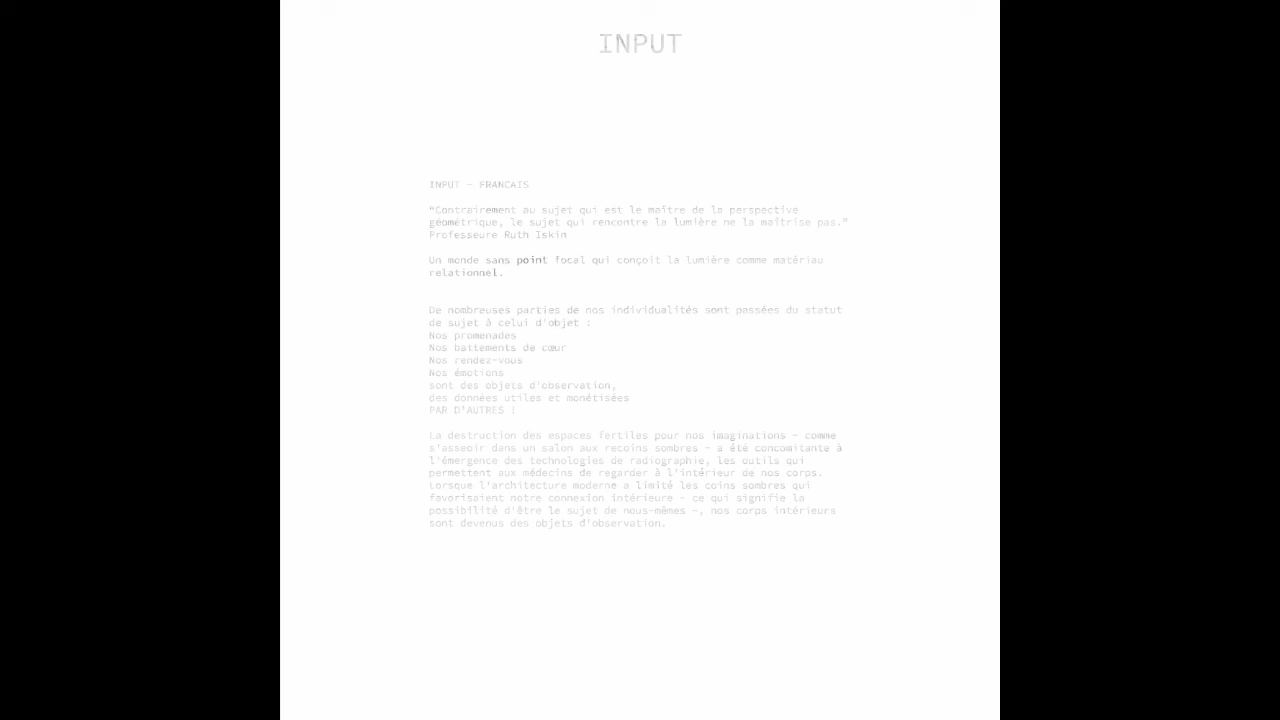 INPUT
INPUT – FRANCAIS
“Contrairement au sujet qui est le maître de la perspective
géométrique, le sujet qui rencontre la lumière ne la maîtrise pas.”
Professeure Ruth Iskin
Un monde sans point focal qui conçoit la lumière comme matériau
relationnel.
De nombreuses parties de nos individualités sont passées du statut
de sujet à celui d'objet :
Nos promenades
Nos battements de cœur
Nos rendez-vous
Nos émotions
sont des objets d'observation,
des données utiles et monétisées
PAR D'AUTRES !
La destruction des espaces fertiles pour nos imaginations – comme
s'asseoir dans un salon aux recoins sombres – a été concomitante à
l'émergence des technologies de radiographie, les outils qui
permettent aux médecins de regarder à l'intérieur de nos corps.
Lorsque l'architecture moderne a limité les coins sombres qui
favorisaient notre connexion intérieure – ce qui signifie la
possibilité d'être le sujet de nous-mêmes –, nos corps intérieurs
sont devenus des objets d'observation.